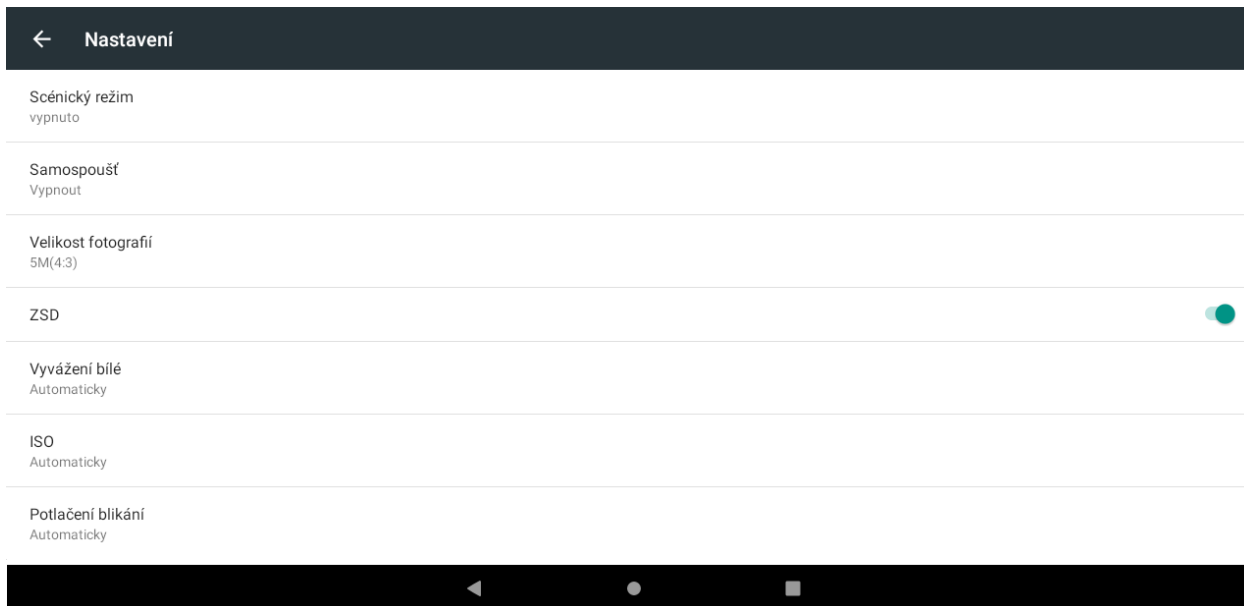 Nastavení
Scénický režim
vypnuto
Samospoušť
Vypnout
Velikost fotografií
5M(4:3)
ZSD
Vyvážení bílé
Automaticky
ISO
Automaticky
Potlačení blikání
Automaticky